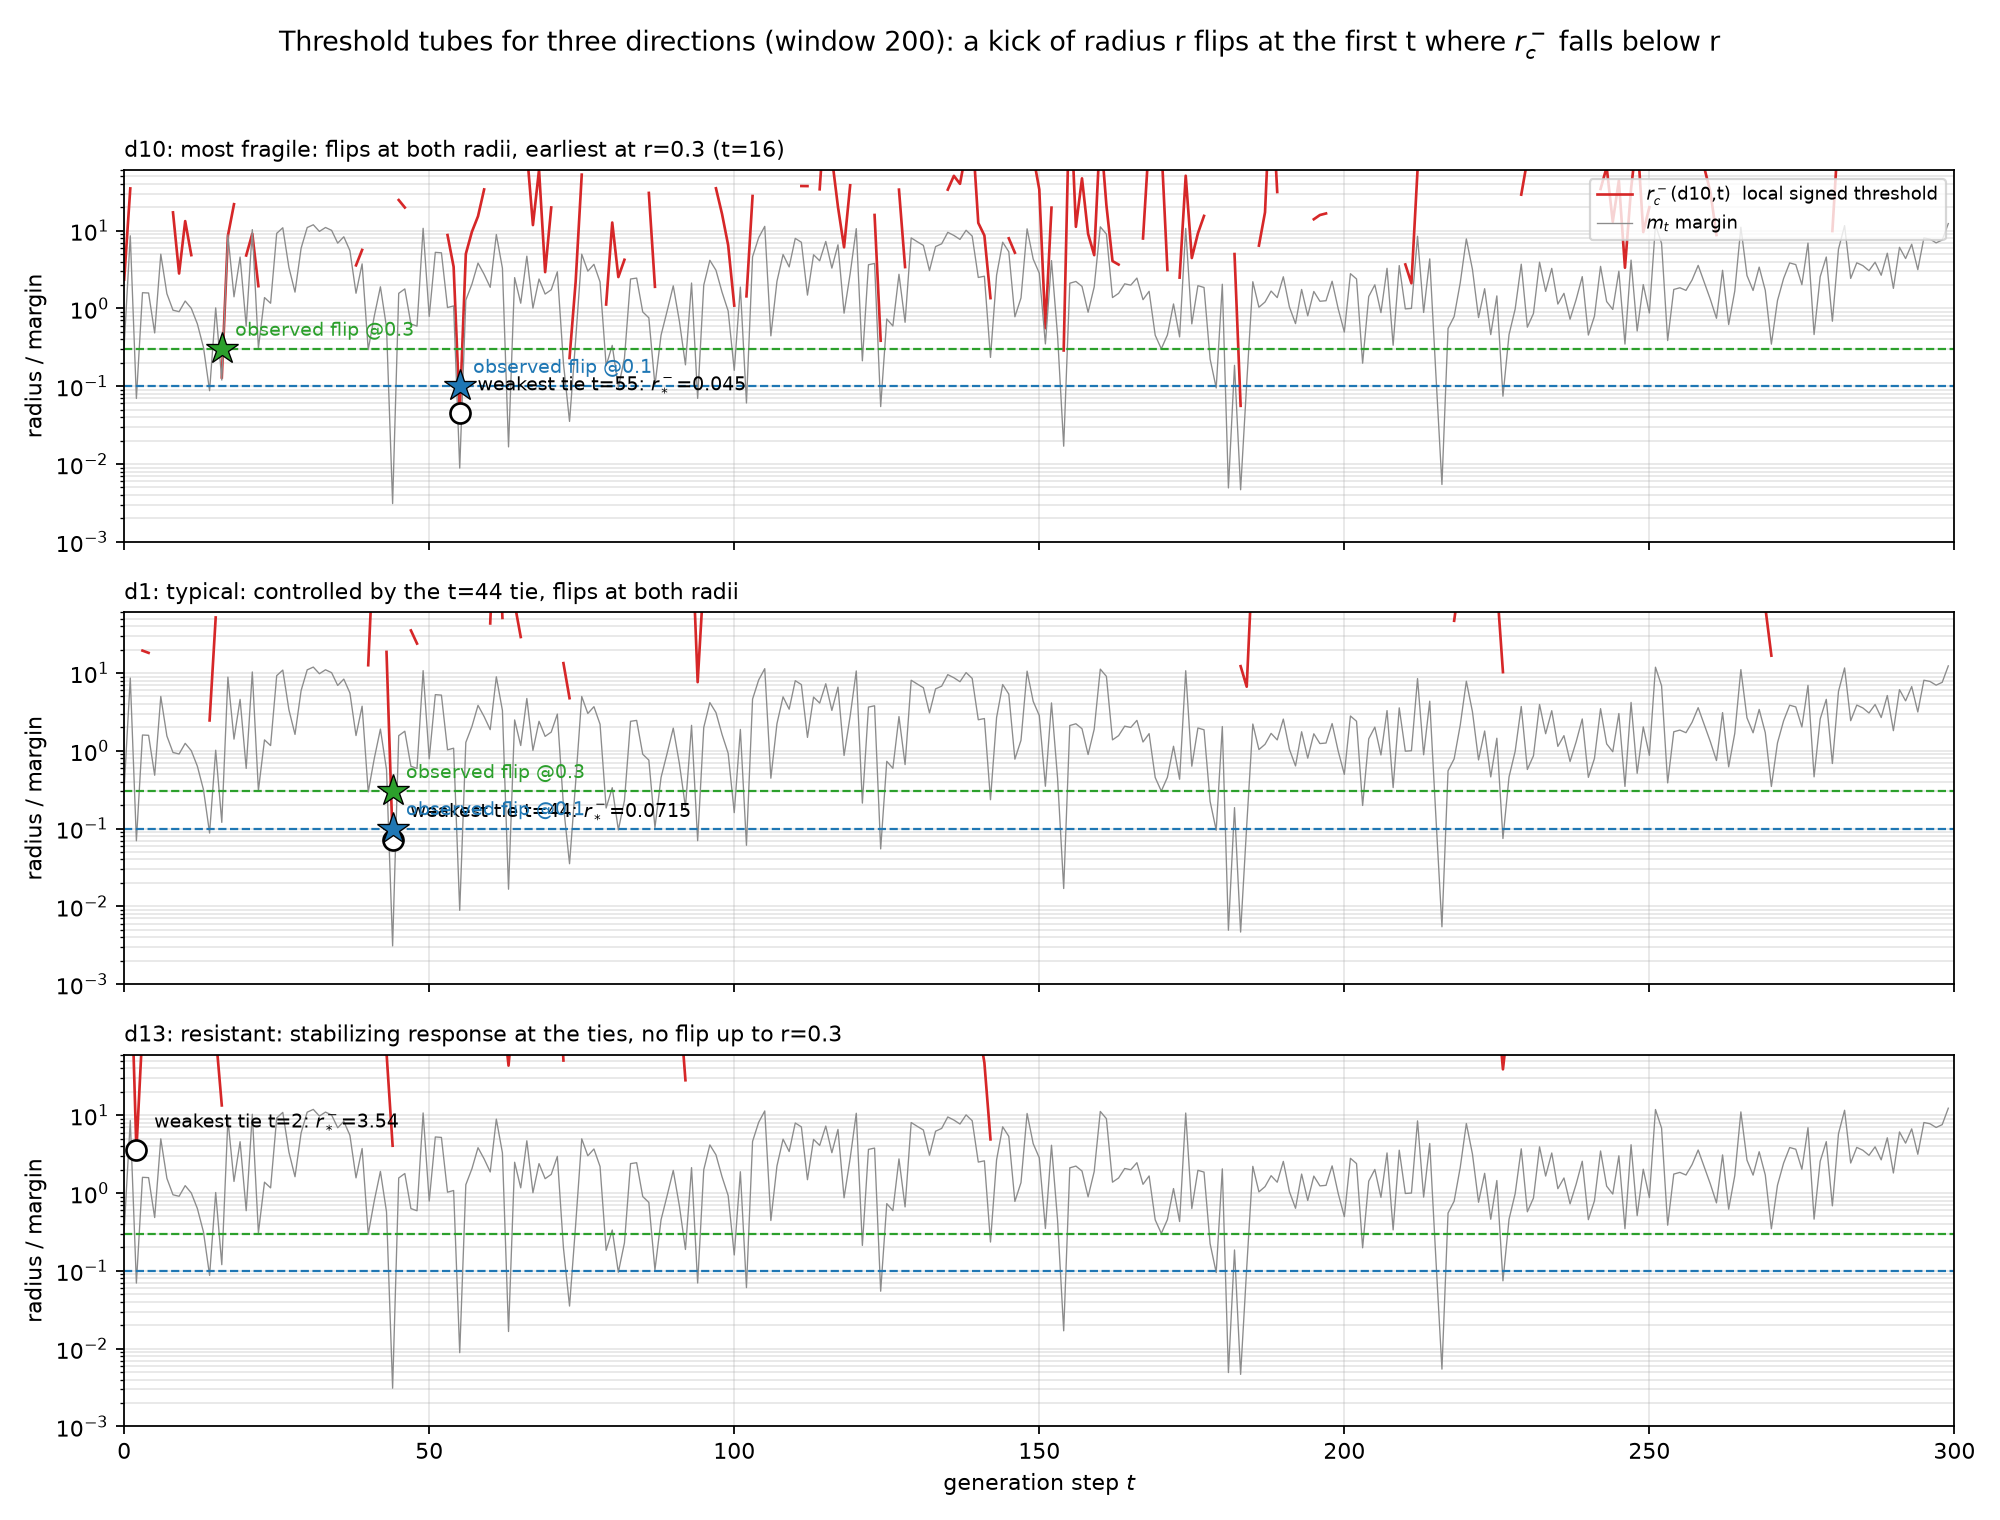 Threshold tubes for three directions (window 200): a kick of radius r flips at the first t where r_c^− falls below r
d10: most fragile: flips at both radii, earliest at r=0.3 (t=16)
r_c^−(d10,t)  local signed threshold
m_t margin
10^1
10^0
10^−1
10^−2
10^−3
radius / margin
observed flip @0.3
observed flip @0.1
weakest tie t=55: r_*^−=0.045
d1: typical: controlled by the t=44 tie, flips at both radii
10^1
10^0
10^−1
10^−2
10^−3
radius / margin
observed flip @0.3
observed flip @0.1
weakest tie t=44: r_*^−=0.0715
d13: resistant: stabilizing response at the ties, no flip up to r=0.3
10^1
10^0
10^−1
10^−2
10^−3
radius / margin
weakest tie t=2: r_*^−=3.54
0 50 100 150 200 250 300
generation step t